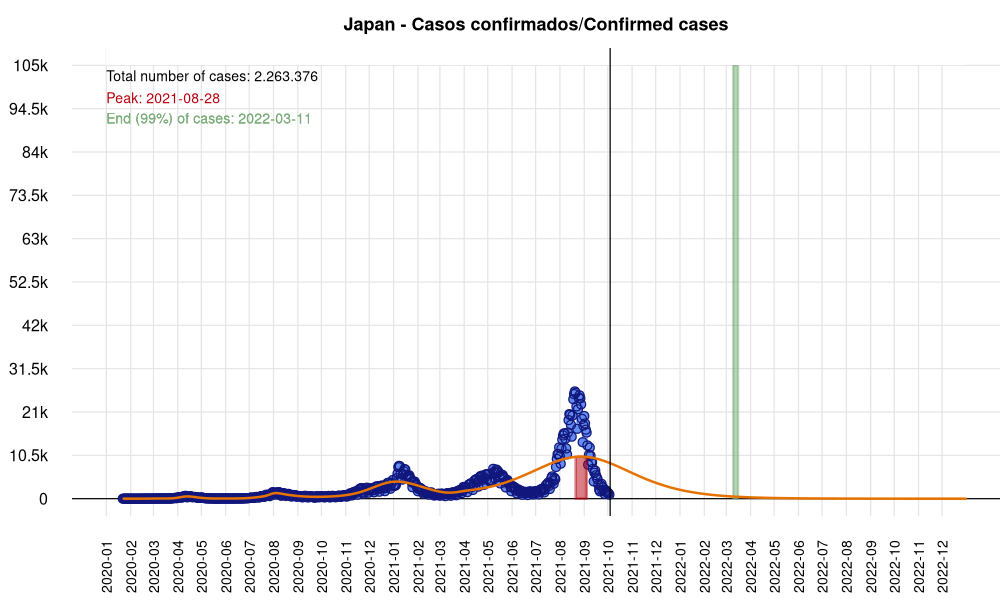 Japan - Casos confirmados/Confirmed cases
Total number of cases: 2.263.376
Peak: 2021-08-28
End (99%) of cases: 2022-03-11
105k
94.5k
84k
73.5k
63k
52.5k
42k
31.5k
21k
10.5k
0
2020-01
2020-02
2020-03
2020-04
2020-05
2020-06
2020-07
2020-08
2020-09
2020-10
2020-11
2020-12
2021-01
2021-02
2021-03
2021-04
2021-05
2021-06
2021-07
2021-08
2021-09
2021-10
2021-11
2021-12
2022-01
2022-02
2022-03
2022-04
2022-05
2022-06
2022-07
2022-08
2022-09
2022-10
2022-11
2022-12